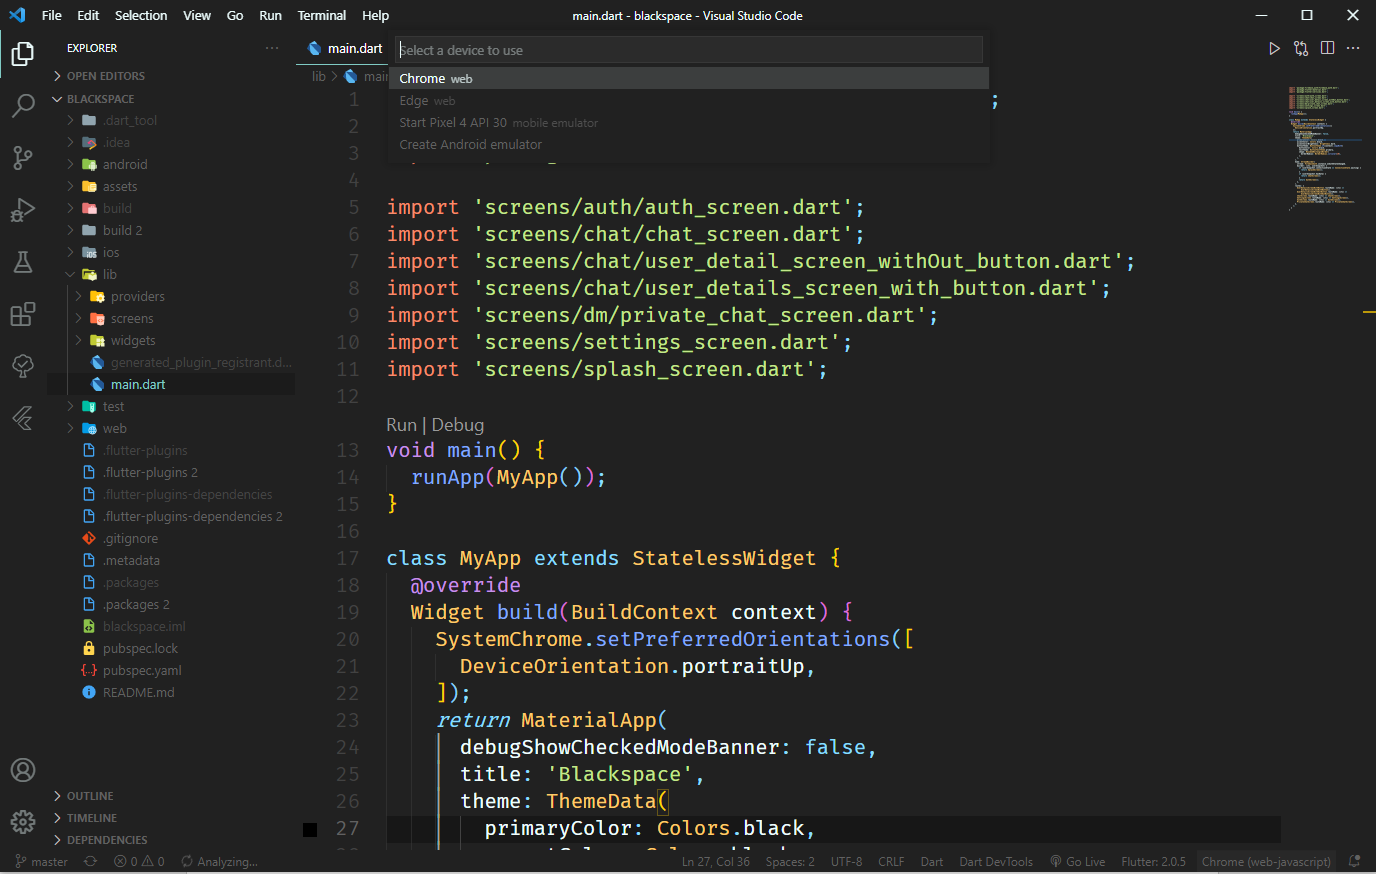 File Edit Selection View Go Run Terminal Help
main.dart - blackspace - Visual Studio Code
EXPLORER
OPEN EDITORS
BLACKSPACE
.dart_tool
.idea
android
assets
build
build 2
ios
lib
providers
screens
widgets
generated_plugin_registrant.d...
main.dart
test
web
.flutter-plugins
.flutter-plugins 2
.flutter-plugins-dependencies
.flutter-plugins-dependencies 2
.gitignore
.metadata
.packages
.packages 2
blackspace.iml
pubspec.lock
pubspec.yaml
README.md
OUTLINE
TIMELINE
DEPENDENCIES
main.dart
Select a device to use
Chrome web
Edge web
Start Pixel 4 API 30 mobile emulator
Create Android emulator
lib > main
1 ;
2
3
4
5 import 'screens/auth/auth_screen.dart';
6 import 'screens/chat/chat_screen.dart';
7 import 'screens/chat/user_detail_screen_withOut_button.dart';
8 import 'screens/chat/user_details_screen_with_button.dart';
9 import 'screens/dm/private_chat_screen.dart';
10 import 'screens/settings_screen.dart';
11 import 'screens/splash_screen.dart';
12
Run | Debug
13 void main() {
14 runApp(MyApp());
15 }
16
17 class MyApp extends StatelessWidget {
18 @override
19 Widget build(BuildContext context) {
20 SystemChrome.setPreferredOrientations([
21 DeviceOrientation.portraitUp,
22 ]);
23 return MaterialApp(
24 debugShowCheckedModeBanner: false,
25 title: 'Blackspace',
26 theme: ThemeData(
27 primaryColor: Colors.black,
master 0 0 Analyzing... Ln 27, Col 36 Spaces: 2 UTF-8 CRLF Dart Dart DevTools Go Live Flutter: 2.0.5 Chrome (web-javascript)